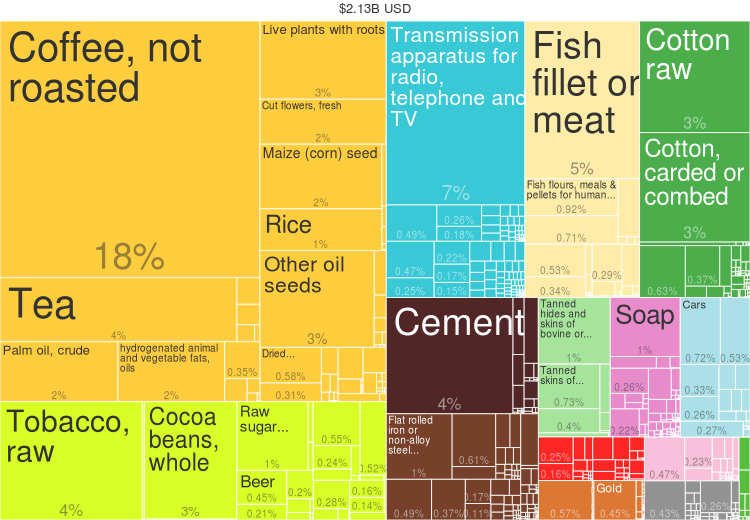 $2.13B USD
Coffee, not
roasted
18%
Tea
4%
Palm oil, crude
2%
hydrogenated animal
and vegetable fats,
oils
2%
0.35%
Live plants with roots
3%
Cut flowers, fresh
2%
Maize (corn) seed
2%
Rice
1%
Other oil
seeds
3%
Dried...
0.58%
0.31%
Tobacco,
raw
4%
Cocoa
beans,
whole
3%
Raw
sugar...
1%
Beer
0.45%
0.21%
0.55%
0.24%
0.52%
0.2%
0.28%
0.16%
0.14%
Transmission
apparatus for
radio,
telephone and
TV
7%
0.49%
0.26%
0.18%
0.47%
0.22%
0.17%
0.25%
0.15%
Fish
fillet or
meat
5%
Fish flours, meals &
pellets for human...
0.92%
0.71%
0.53%
0.29%
0.34%
Cotton
raw
3%
Cotton,
carded or
combed
3%
0.63%
0.37%
Cement
4%
Flat rolled
iron or
non-alloy
steel...
1%
0.61%
0.49%
0.37%
0.17%
0.11%
Tanned
hides and
skins of
bovine or...
1%
Tanned
skins of...
0.73%
0.4%
Soap
1%
0.26%
0.22%
Cars
0.72%
0.53%
0.33%
0.26%
0.27%
0.25%
0.16%
0.47%
0.23%
Gold
0.57%
0.45%
0.43%
0.26%